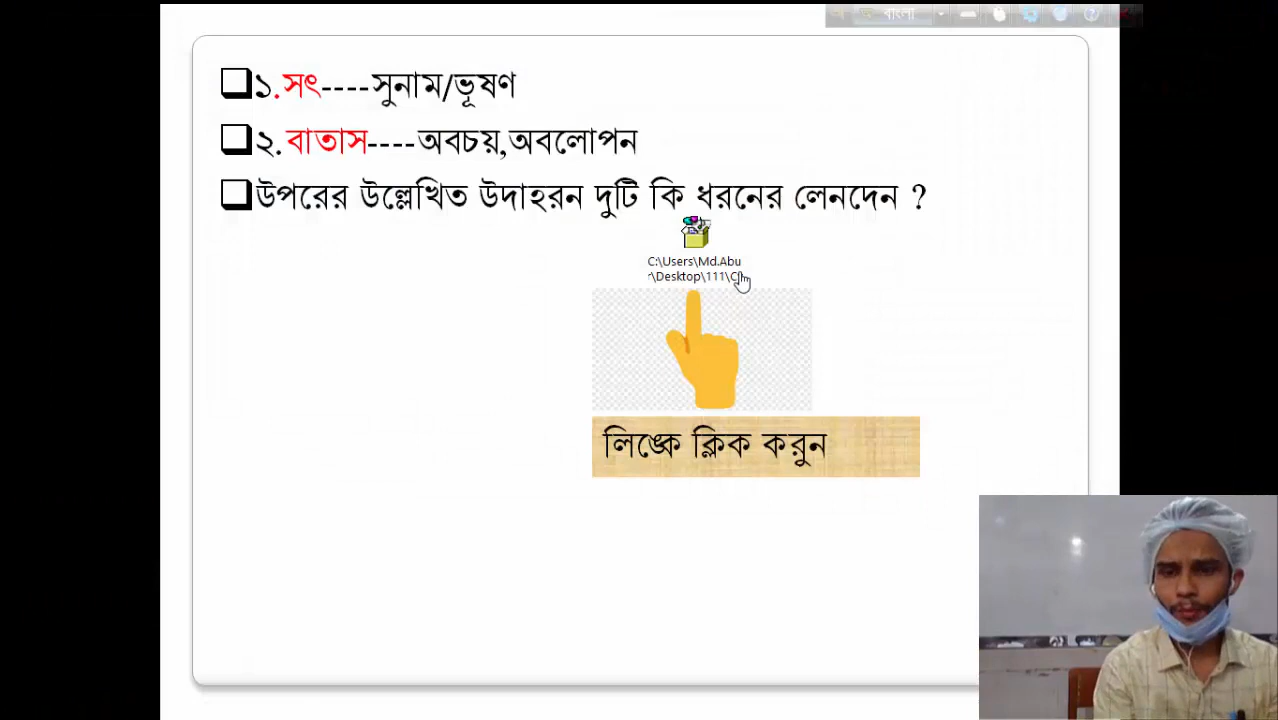 বাংলা
১.সৎ----সুনাম/ভূষণ
২.বাতাস----অবচয়,অবলোপন
উপরের উল্লেখিত উদাহরন দুটি কি ধরনের লেনদেন ?
C:\Users\Md.Abu
r\Desktop\111\C
লিঙ্কে ক্লিক করুন